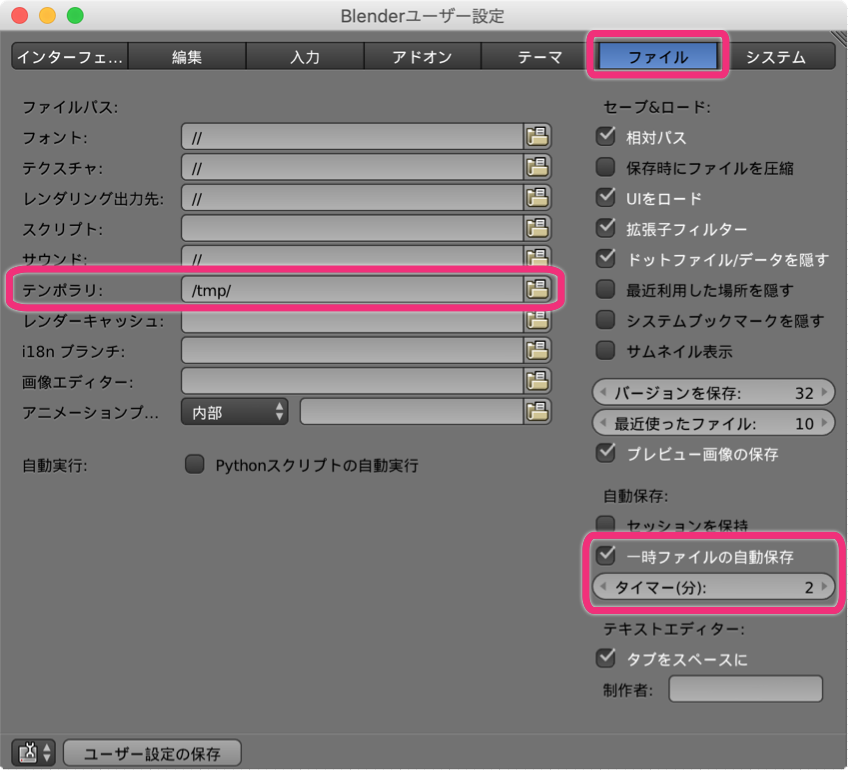 Blenderユーザー設定
インターフェ… 編集 入力 アドオン テーマ ファイル システム
ファイルパス:
フォント: //
テクスチャ: //
レンダリング出力先: //
スクリプト:
サウンド: //
テンポラリ: /tmp/
レンダーキャッシュ:
i18n ブランチ:
画像エディター:
アニメーションプ… 内部
自動実行: Pythonスクリプトの自動実行
セーブ&ロード:
相対パス
保存時にファイルを圧縮
UIをロード
拡張子フィルター
ドットファイル/データを隠す
最近利用した場所を隠す
システムブックマークを隠す
サムネイル表示
バージョンを保存: 32
最近使ったファイル: 10
プレビュー画像の保存
自動保存:
セッションを保持
一時ファイルの自動保存
タイマー(分): 2
テキストエディター:
タブをスペースに
制作者:
ユーザー設定の保存